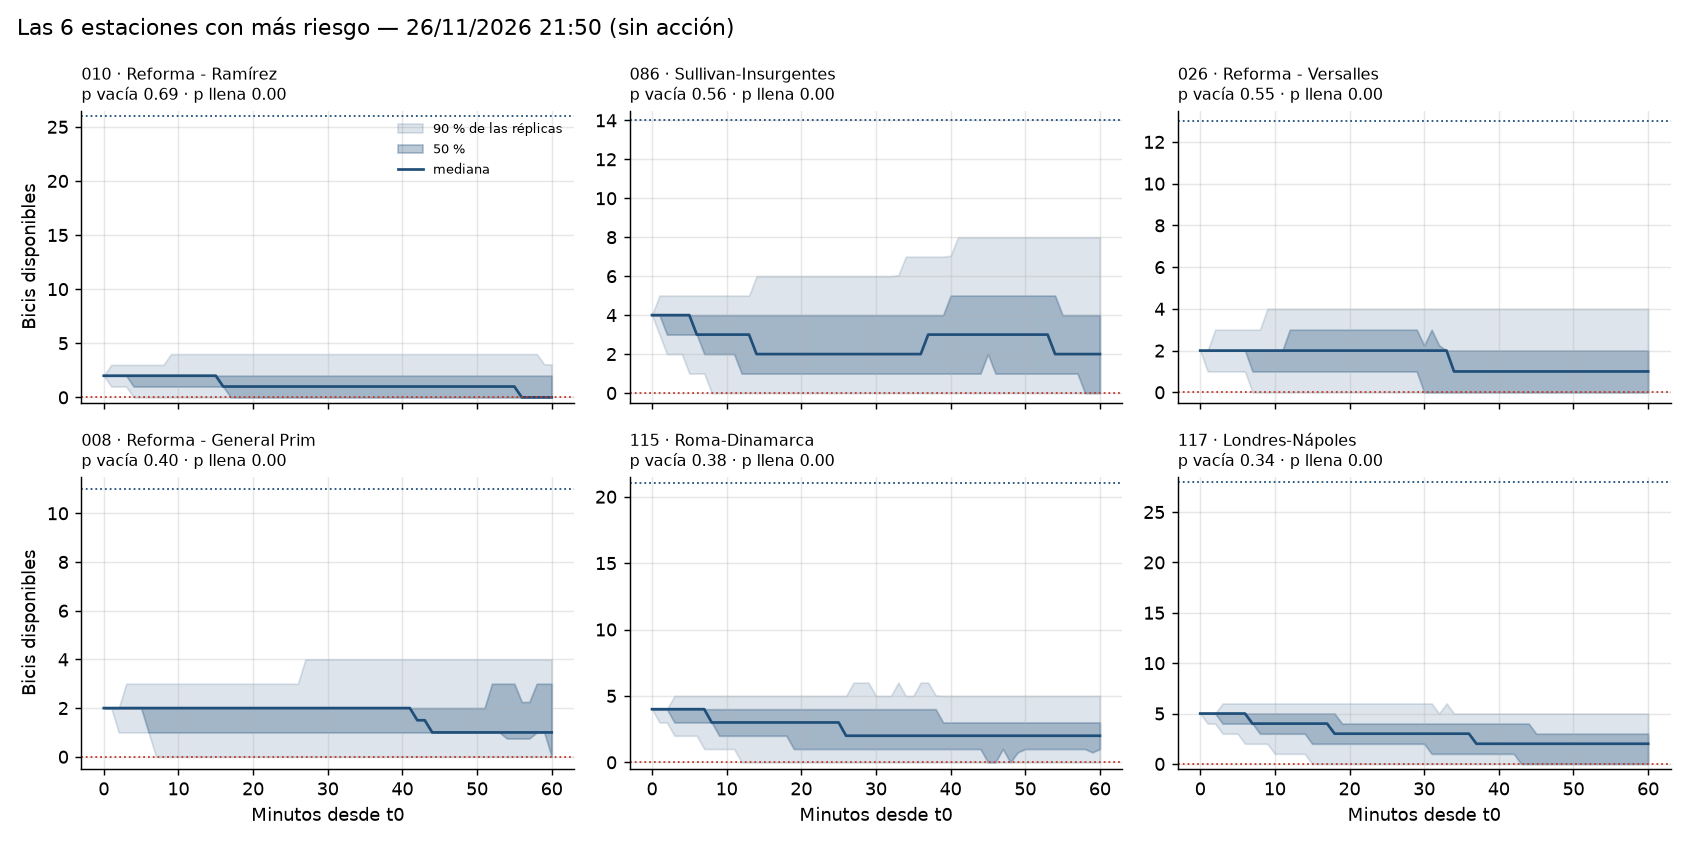 Las 6 estaciones con más riesgo — 26/11/2026 21:50 (sin acción)
010 · Reforma - Ramírez
p vacía 0.69 · p llena 0.00
90 % de las réplicas
50 %
mediana
25
20
15
10
5
0
Bicis disponibles
086 · Sullivan-Insurgentes
p vacía 0.56 · p llena 0.00
14
12
10
8
6
4
2
0
026 · Reforma - Versalles
p vacía 0.55 · p llena 0.00
12
10
8
6
4
2
0
008 · Reforma - General Prim
p vacía 0.40 · p llena 0.00
10
8
6
4
2
0
Bicis disponibles
0 10 20 30 40 50 60
Minutos desde t0
115 · Roma-Dinamarca
p vacía 0.38 · p llena 0.00
20
15
10
5
0
0 10 20 30 40 50 60
Minutos desde t0
117 · Londres-Nápoles
p vacía 0.34 · p llena 0.00
25
20
15
10
5
0
0 10 20 30 40 50 60
Minutos desde t0